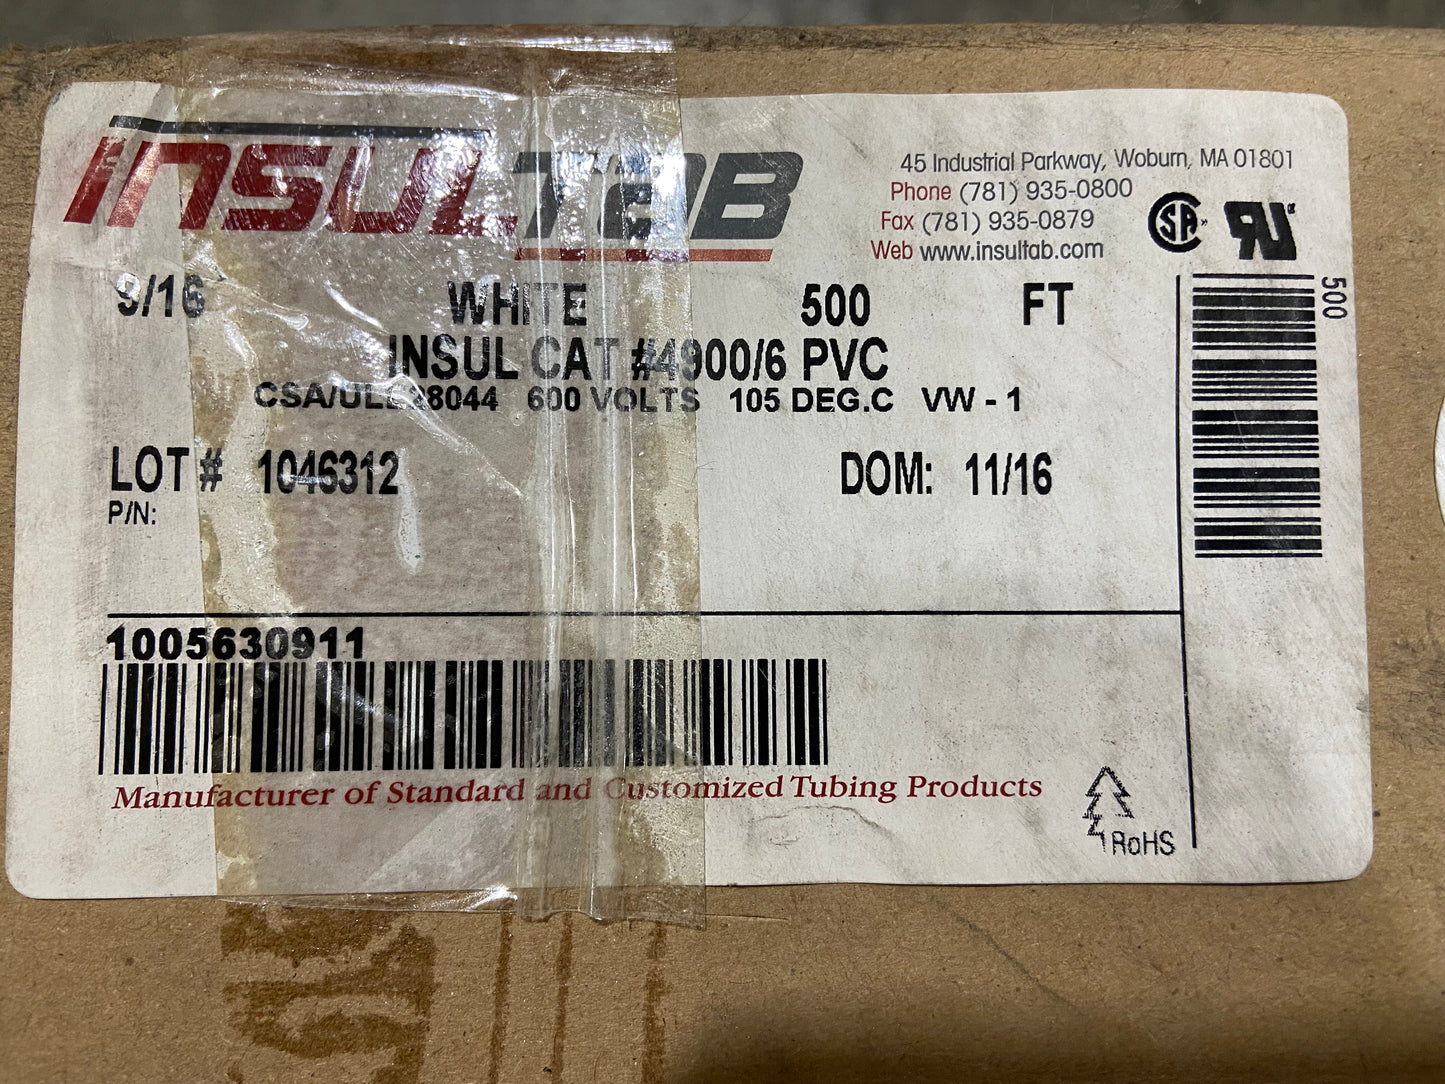 INSULTAB
45 Industrial Parkway, Woburn, MA 01801
Phone (781) 935-0800
Fax (781) 935-0879
Web www.insultab.com
9/16 WHITE 500 FT
INSUL CAT #4900/6 PVC
CSA/ULE28044 600 VOLTS 105 DEG.C VW - 1
500
LOT # 1046312 DOM: 11/16
P/N:
1005630911
Manufacturer of Standard and Customized Tubing Products
RoHS